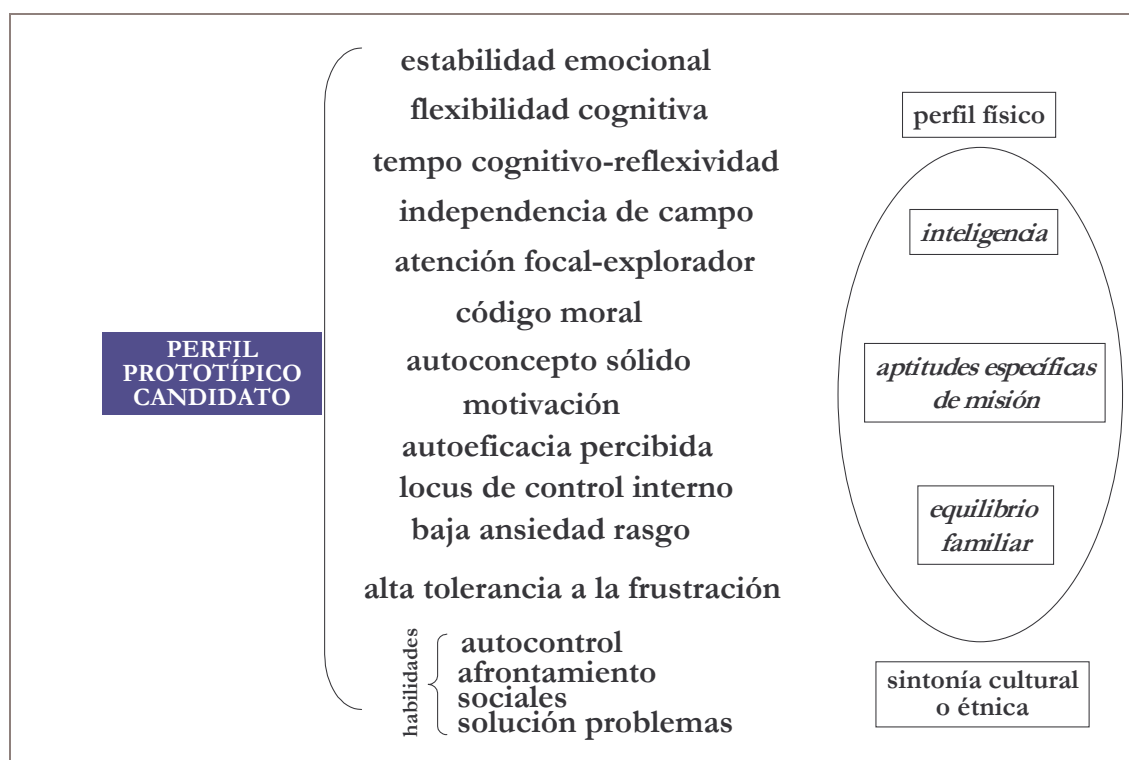 PERFIL
PROTOTÍPICO
CANDIDATO
estabilidad emocional
flexibilidad cognitiva
tempo cognitivo-reflexividad
independencia de campo
atención focal-explorador
código moral
autoconcepto sólido
motivación
autoeficacia percibida
locus de control interno
baja ansiedad rasgo
alta tolerancia a la frustración
habilidades
autocontrol
afrontamiento
sociales
solución problemas
perfil físico
inteligencia
aptitudes específicas
de misión
equilibrio
familiar
sintonía cultural
o étnica